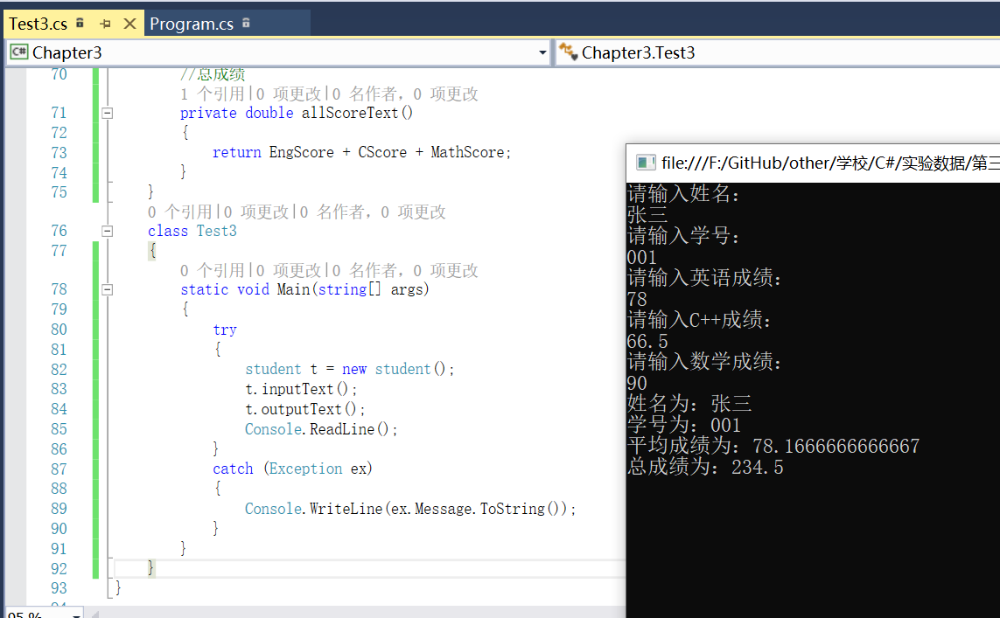 Test3.cs Program.cs
C# Chapter3 Chapter3.Test3
70 //总成绩
1 个引用|0 项更改|0 名作者，0 项更改
71 private double allScoreText()
72 {
73 return EngScore + CScore + MathScore;
74 }
75 }
0 个引用|0 项更改|0 名作者，0 项更改
76 class Test3
77 {
0 个引用|0 项更改|0 名作者，0 项更改
78 static void Main(string[] args)
79 {
80 try
81 {
82 student t = new student();
83 t.inputText();
84 t.outputText();
85 Console.ReadLine();
86 }
87 catch (Exception ex)
88 {
89 Console.WriteLine(ex.Message.ToString());
90 }
91 }
92 }
93 }
95 %
file:///F:/GitHub/other/学校/C#/实验数据/第三
请输入姓名：
张三
请输入学号：
001
请输入英语成绩：
78
请输入C++成绩：
66.5
请输入数学成绩：
90
姓名为：张三
学号为：001
平均成绩为：78.1666666666667
总成绩为：234.5